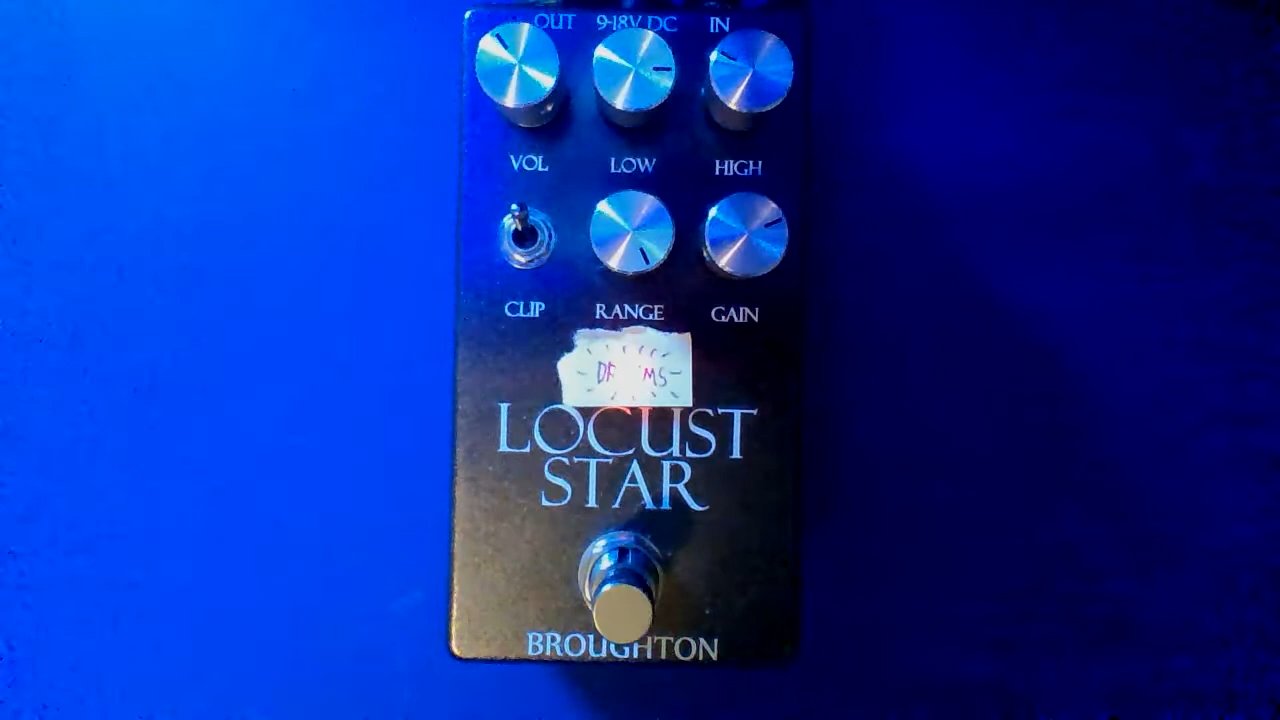 OUT 9-18V DC IN
VOL LOW HIGH
CLIP RANGE GAIN
LOCUST
STAR
BROUGHTON